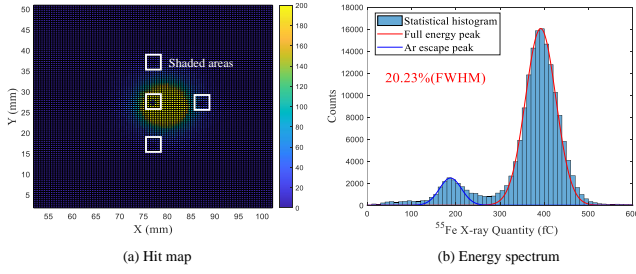 Shaded areas
Y (mm)
50
45
40
35
30
25
20
15
10
5
55 60 65 70 75 80 85 90 95 100
X (mm)
200
180
160
140
120
100
80
60
40
20
0
(a) Hit map
Statistical histogram
Full energy peak
Ar escape peak
20.23%(FWHM)
Counts
18000
16000
14000
12000
10000
8000
6000
4000
2000
0
0 100 200 300 400 500 600
⁵⁵Fe X-ray Quantity (fC)
(b) Energy spectrum